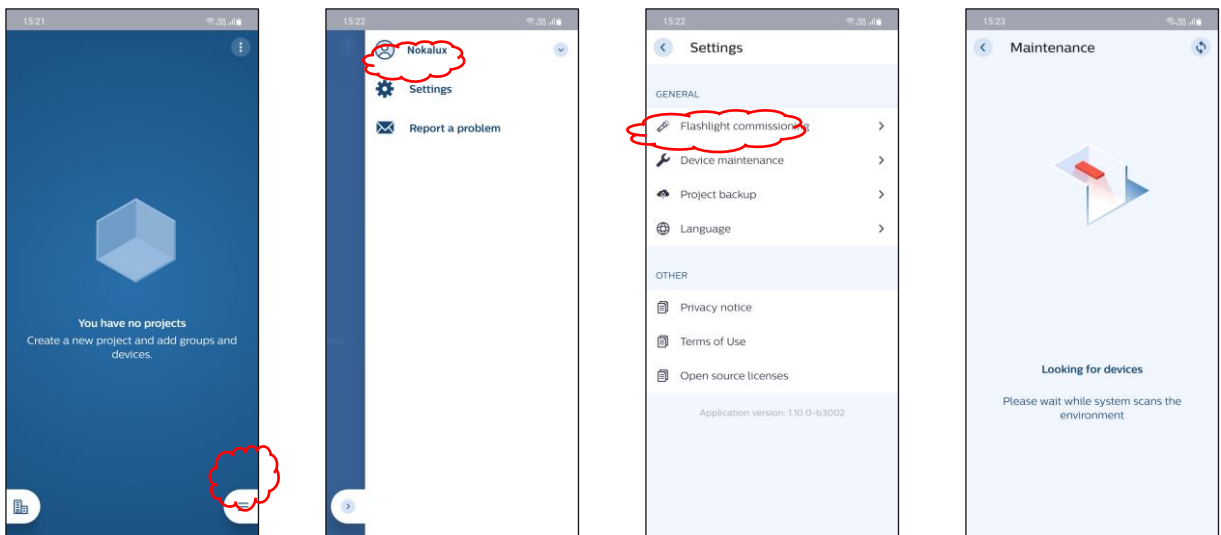 15:21
You have no projects
Create a new project and add groups and
devices.
15:22
Nokalux
Settings
Report a problem
15:22
Settings
GENERAL
Flashlight commissioning
Device maintenance
Project backup
Language
OTHER
Privacy notice
Terms of Use
Open source licenses
Application version: 1.10.0-b3002
15:23
Maintenance
Looking for devices
Please wait while system scans the
environment